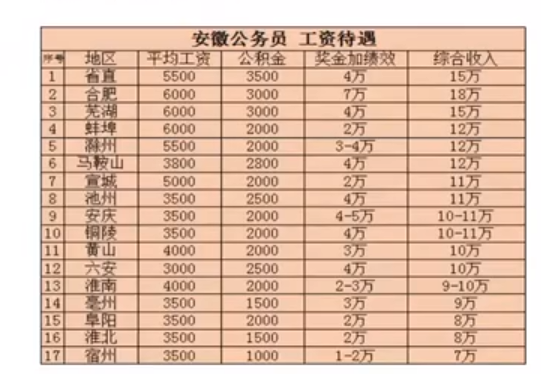 安徽公务员 工资待遇
序号 地区 平均工资 公积金 奖金加绩效 综合收入
1 省直 5500 3500 4万 15万
2 合肥 6000 3000 7万 18万
3 芜湖 6000 3000 4万 15万
4 蚌埠 6000 2000 2万 12万
5 滁州 5500 2000 3-4万 12万
6 马鞍山 3800 2800 4万 12万
7 宣城 5000 2000 2万 11万
8 池州 3500 2500 4万 11万
9 安庆 3500 2000 4-5万 10-11万
10 铜陵 3500 2000 4万 10-11万
11 黄山 4000 2000 3万 10万
12 六安 3000 2500 4万 10万
13 淮南 4000 2000 2-3万 9-10万
14 亳州 3500 1500 3万 9万
15 阜阳 3500 2000 2万 8万
16 淮北 3500 1500 2万 8万
17 宿州 3500 1000 1-2万 7万